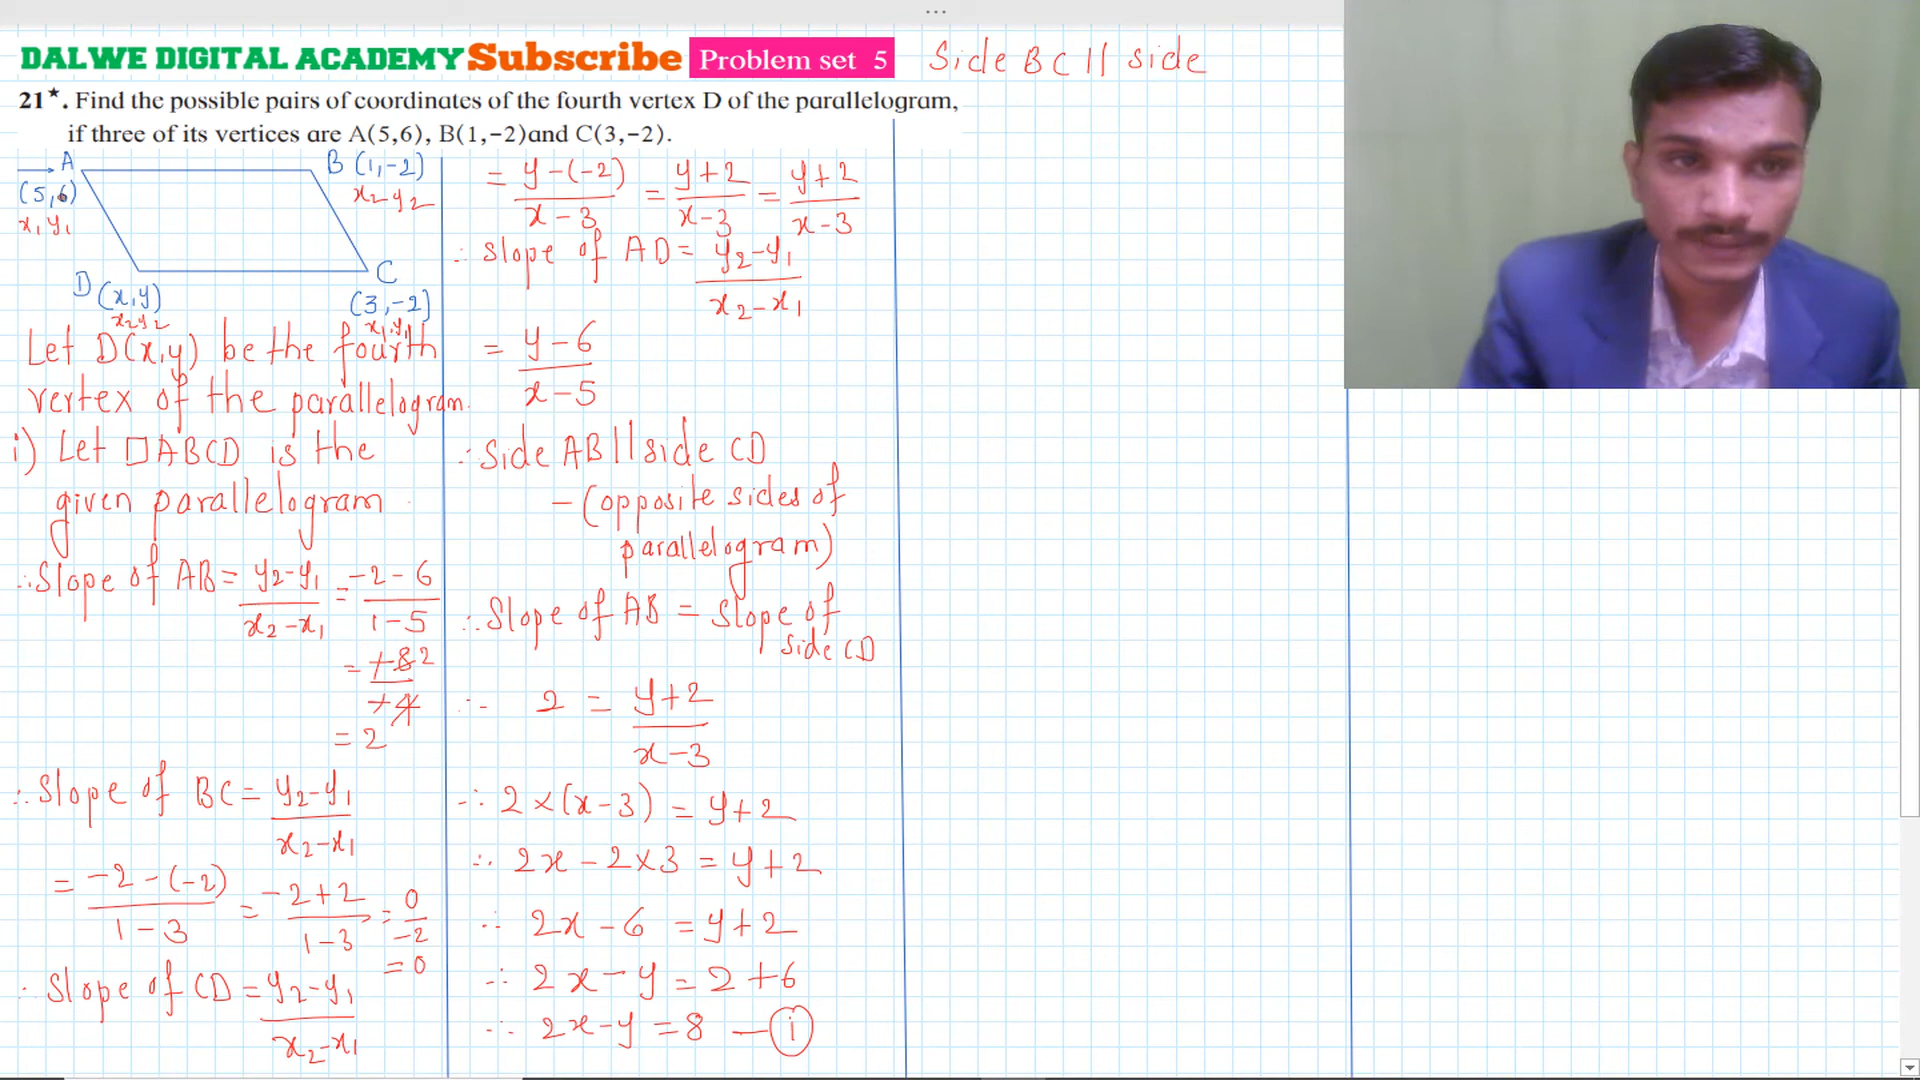 DALWE DIGITAL ACADEMY Subscribe Problem set 5
21★. Find the possible pairs of coordinates of the fourth vertex D of the parallelogram,
if three of its vertices are A(5,6), B(1,-2)and C(3,-2).
A
(5,6)
x1 y1
B (1,-2)
x2 y2
D (x,y)
x2 y2
C
(3,-2)
x1, y1
Let D(x,y) be the fourth
vertex of the parallelogram.
i) Let □ABCD is the
given parallelogram
∴ Slope of AB = y2-y1 / x2-x1 = -2-6 / 1-5
= +8 2 / +4
= 2
∴ Slope of BC = y2-y1 / x2-x1
= -2-(-2) / 1-3 = -2+2 / 1-3 = 0 / -2
= 0
∴ Slope of CD = y2-y1 / x2-x1
= y-(-2) / x-3 = y+2 / x-3 = y+2 / x-3
∴ Slope of AD = y2-y1 / x2-x1
= y-6 / x-5
∴ Side AB || side CD
- (opposite sides of
parallelogram)
∴ Slope of AB = Slope of
side CD
∴ 2 = y+2 / x-3
∴ 2×(x-3) = y+2
∴ 2x-2×3 = y+2
∴ 2x-6 = y+2
∴ 2x-y = 2+6
∴ 2x-y = 8 — (i)
Side BC || side